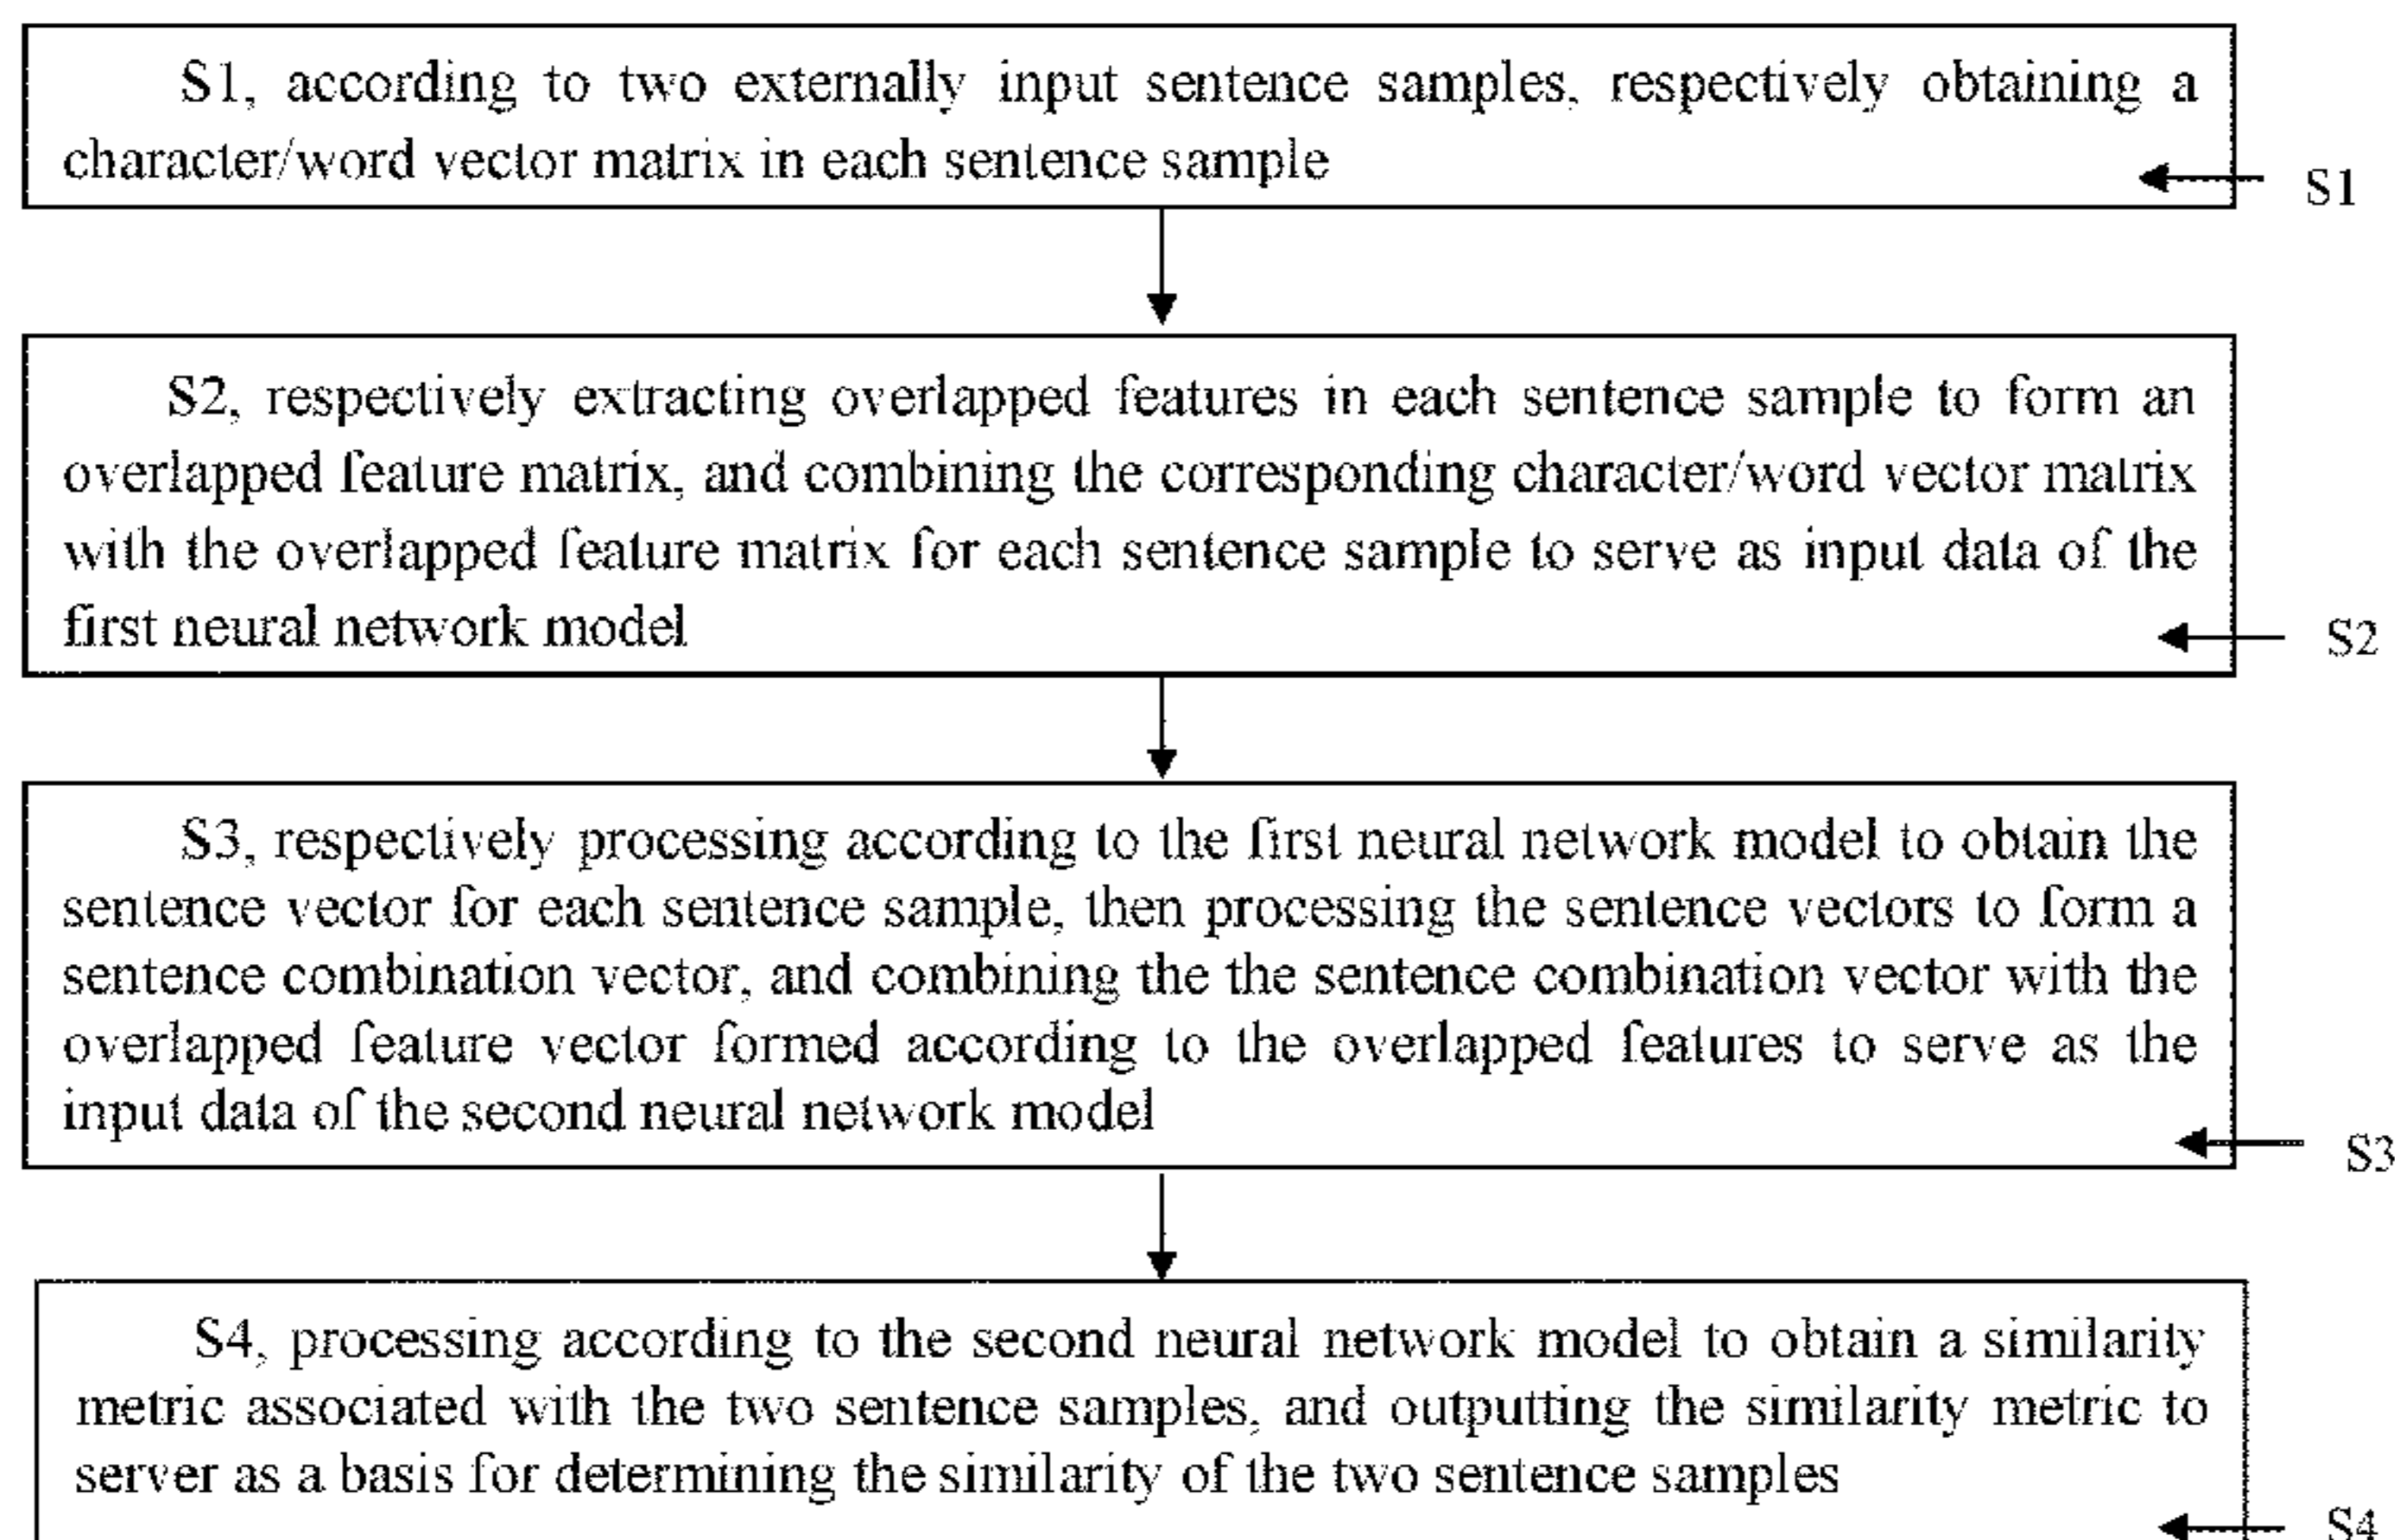 S1, according to two externally input sentence samples, respectively obtaining a
character/word vector matrix in each sentence sample
S1
S2, respectively extracting overlapped features in each sentence sample to form an
overlapped feature matrix, and combining the corresponding character/word vector matrix
with the overlapped feature matrix for each sentence sample to serve as input data of the
first neural network model
S2
S3, respectively processing according to the first neural network model to obtain the
sentence vector for each sentence sample, then processing the sentence vectors to form a
sentence combination vector, and combining the the sentence combination vector with the
overlapped feature vector formed according to the overlapped features to serve as the
input data of the second neural network model
S3
S4, processing according to the second neural network model to obtain a similarity
metric associated with the two sentence samples, and outputting the similarity metric to
server as a basis for determining the similarity of the two sentence samples
S4